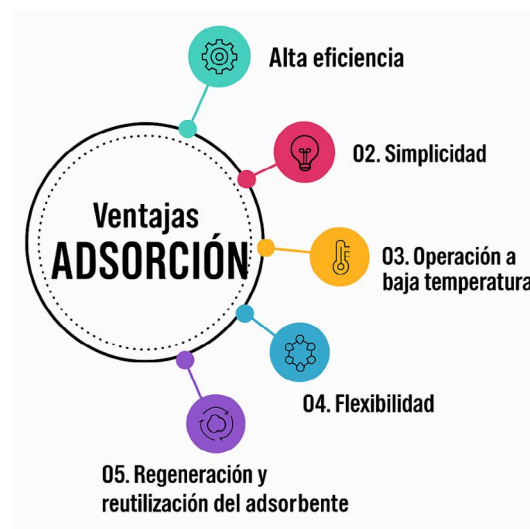 Alta eficiencia
02. Simplicidad
Ventajas
ADSORCIÓN
03. Operación a
baja temperatura
04. Flexibilidad
05. Regeneración y
reutilización del adsorbente